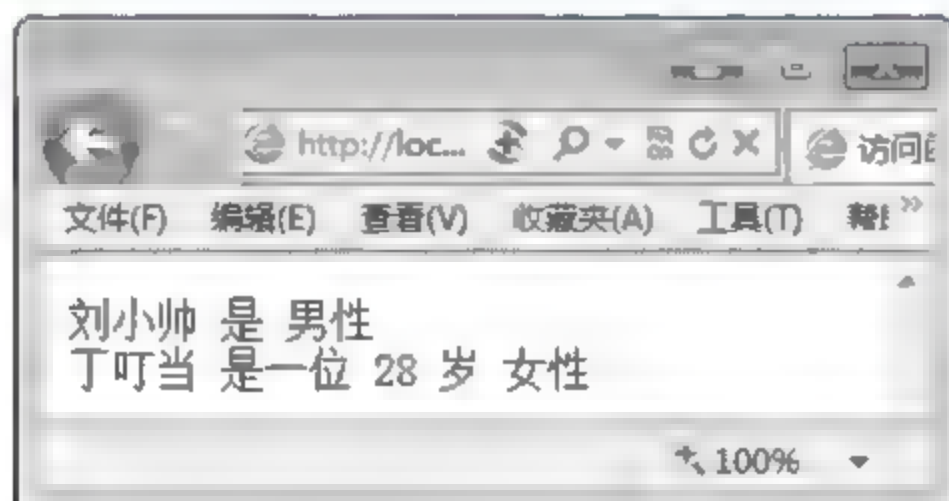 http://loc...
访问
文件(F) 编辑(E) 查看(V) 收藏夹(A) 工具(T)
刘小帅 是 男性
丁叮当 是一位 28 岁 女性
100%